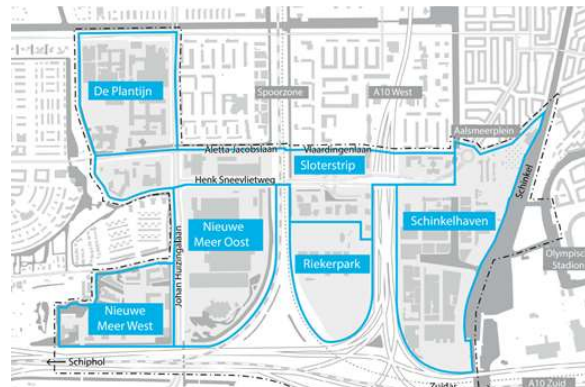 De Plantijn
Spoorzone
A10 West
Aletta Jacobslaan
Vlaardingenlaan
Aalsmeerplein
Sloterstrip
Henk Sneevlietweg
Schinkel
Nieuwe
Meer Oost
Riekerpark
Schinkelhaven
Johan Huizingalaan
Olympisch
Stadion
Nieuwe
Meer West
Schiphol
A10 Zuid